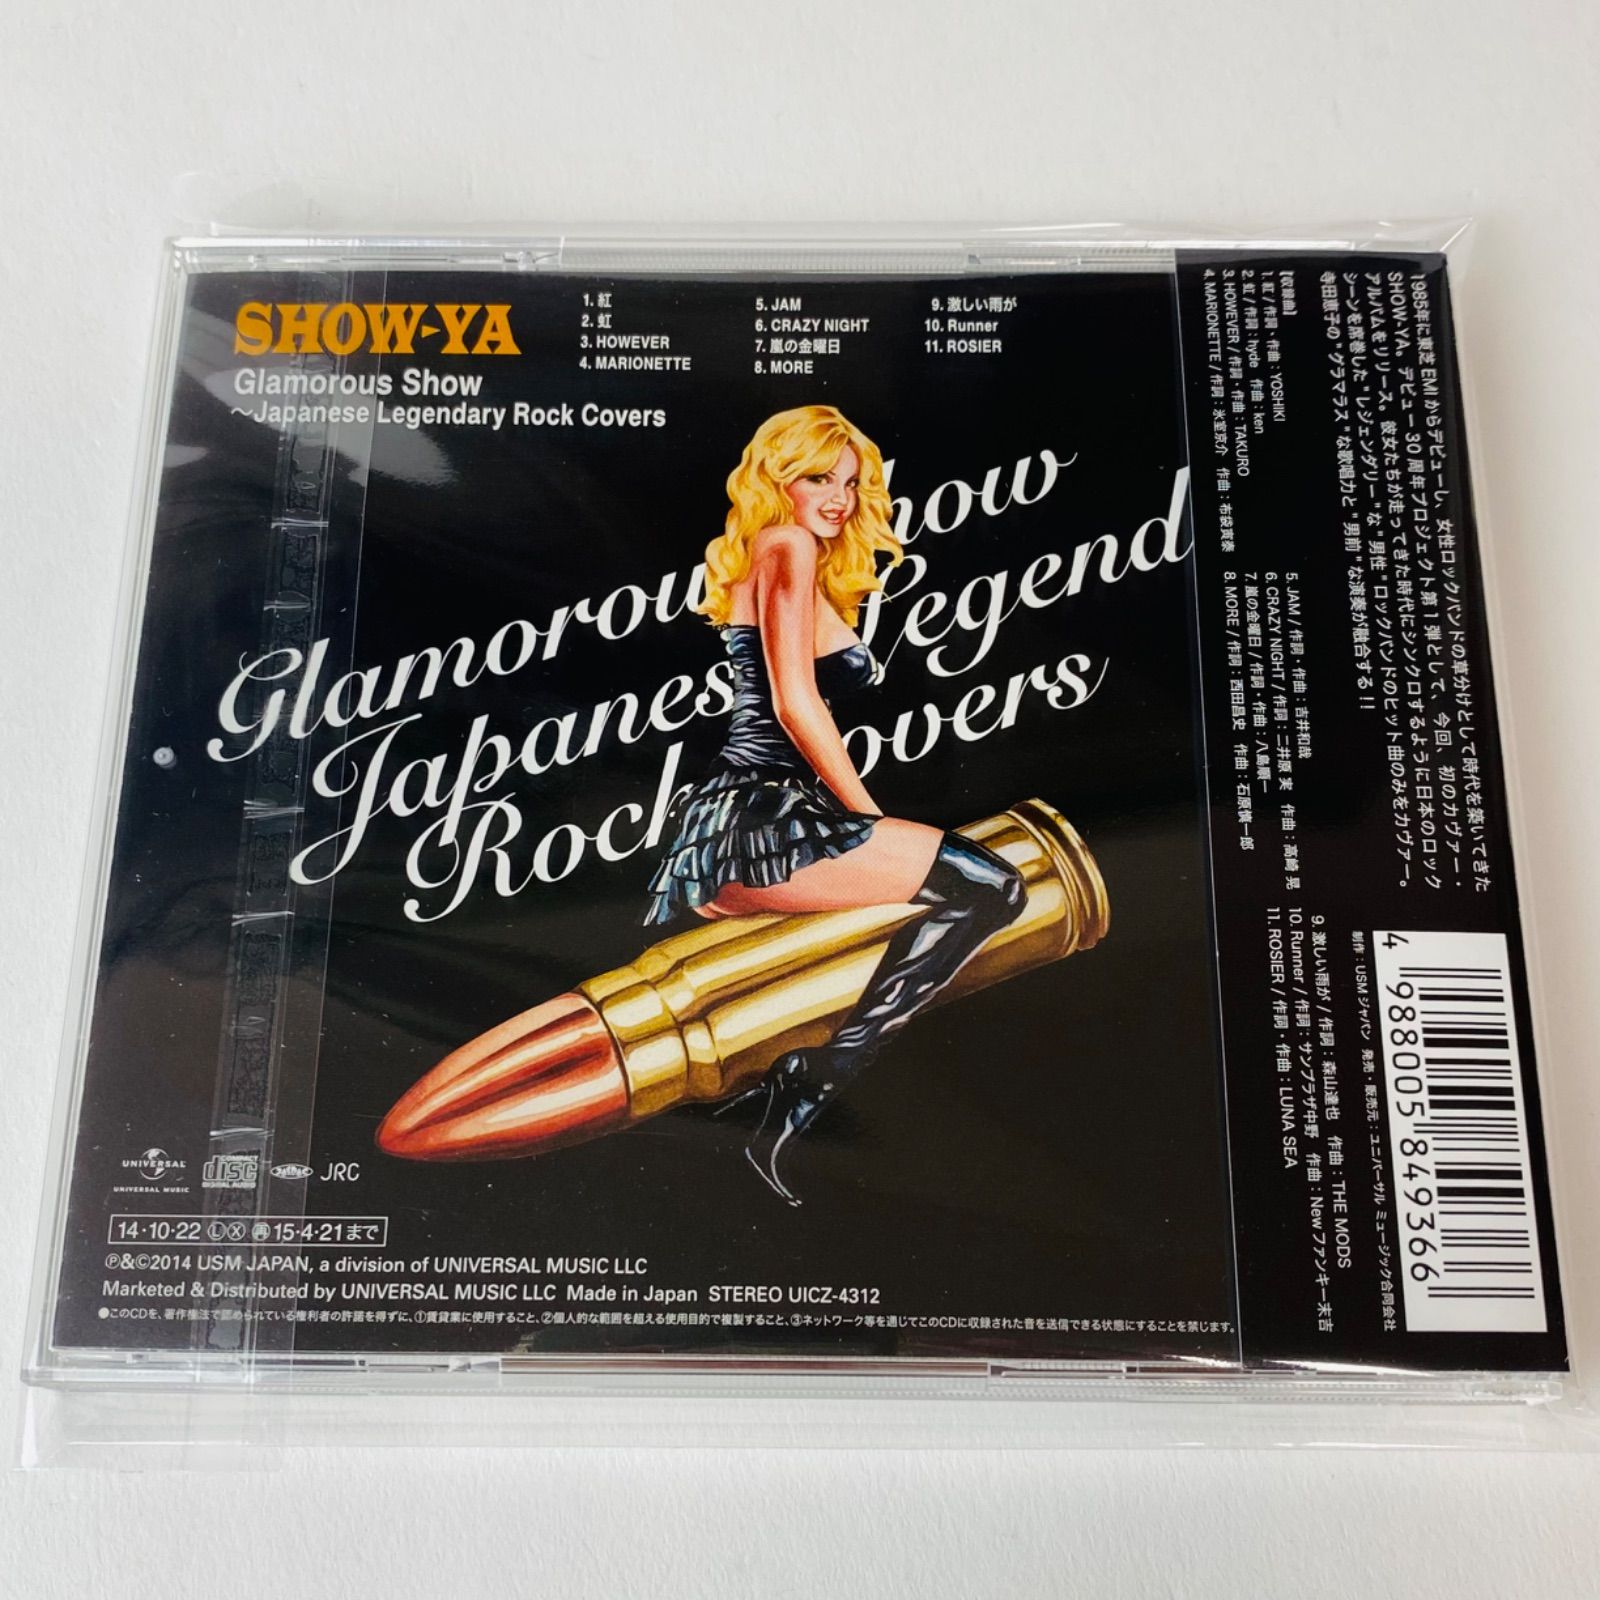 SHOW-YA
Glamorous Show
～Japanese Legendary Rock Covers
1. 紅
2. 虹
3. HOWEVER
4. MARIONETTE
5. JAM
6. CRAZY NIGHT
7. 嵐の金曜日
8. MORE
9. 激しい雨が
10. Runner
11. ROSIER
Glamorou how
Japanes Legend
Rock overs
UNIVERSAL
UNIVERSAL MUSIC
COMPACT
disc
DIGITAL AUDIO
JRC
14・10・22 Ⓛ Ⓧ ㊢15・4・21まで
Ⓟ&©2014 USM JAPAN, a division of UNIVERSAL MUSIC LLC
Marketed & Distributed by UNIVERSAL MUSIC LLC Made in Japan STEREO UICZ-4312
●このCDを、著作権法で認められている権利者の許諾を得ずに、①賃貸業に使用すること、②個人的な範囲を超える使用目的で複製すること、③ネットワーク等を通じてこのCDに収録された音を送信できる状態にすることを禁じます。
1985年に東芝EMIからデビューし、女性ロックバンドの草分けとして時代を築いてきた
SHOW-YA。デビュー30周年プロジェクト第1弾として、今回、初のカヴァー・
アルバムをリリース。彼女たちが走ってきた時代にシンクロするように日本のロック
シーンを席巻した"レジェンダリー"な"男性"ロックバンドのヒット曲のみをカヴァー。
寺田恵子の"グラマラス"な歌唱力と"男前"な演奏が融合する!!
【収録曲】
1. 紅 / 作詞・作曲：YOSHIKI
2. 虹 / 作詞：hyde 作曲：ken
3. HOWEVER / 作詞・作曲：TAKURO
4. MARIONETTE / 作詞：氷室京介 作曲：布袋寅泰
5. JAM / 作詞・作曲：吉井和哉
6. CRAZY NIGHT / 作詞：二井原 実 作曲：高崎 晃
7. 嵐の金曜日 / 作詞・作曲：八島順一
8. MORE / 作詞：西田昌史 作曲：石原愼一郎
9. 激しい雨が / 作詞：森山達也 作曲：THE MODS
10. Runner / 作詞：サンプラザ中野 作曲：Newファンキー末吉
11. ROSIER / 作詞・作曲：LUNA SEA
制作：USMジャパン 発売・販売元：ユニバーサル ミュージック合同会社
4 988005 849366